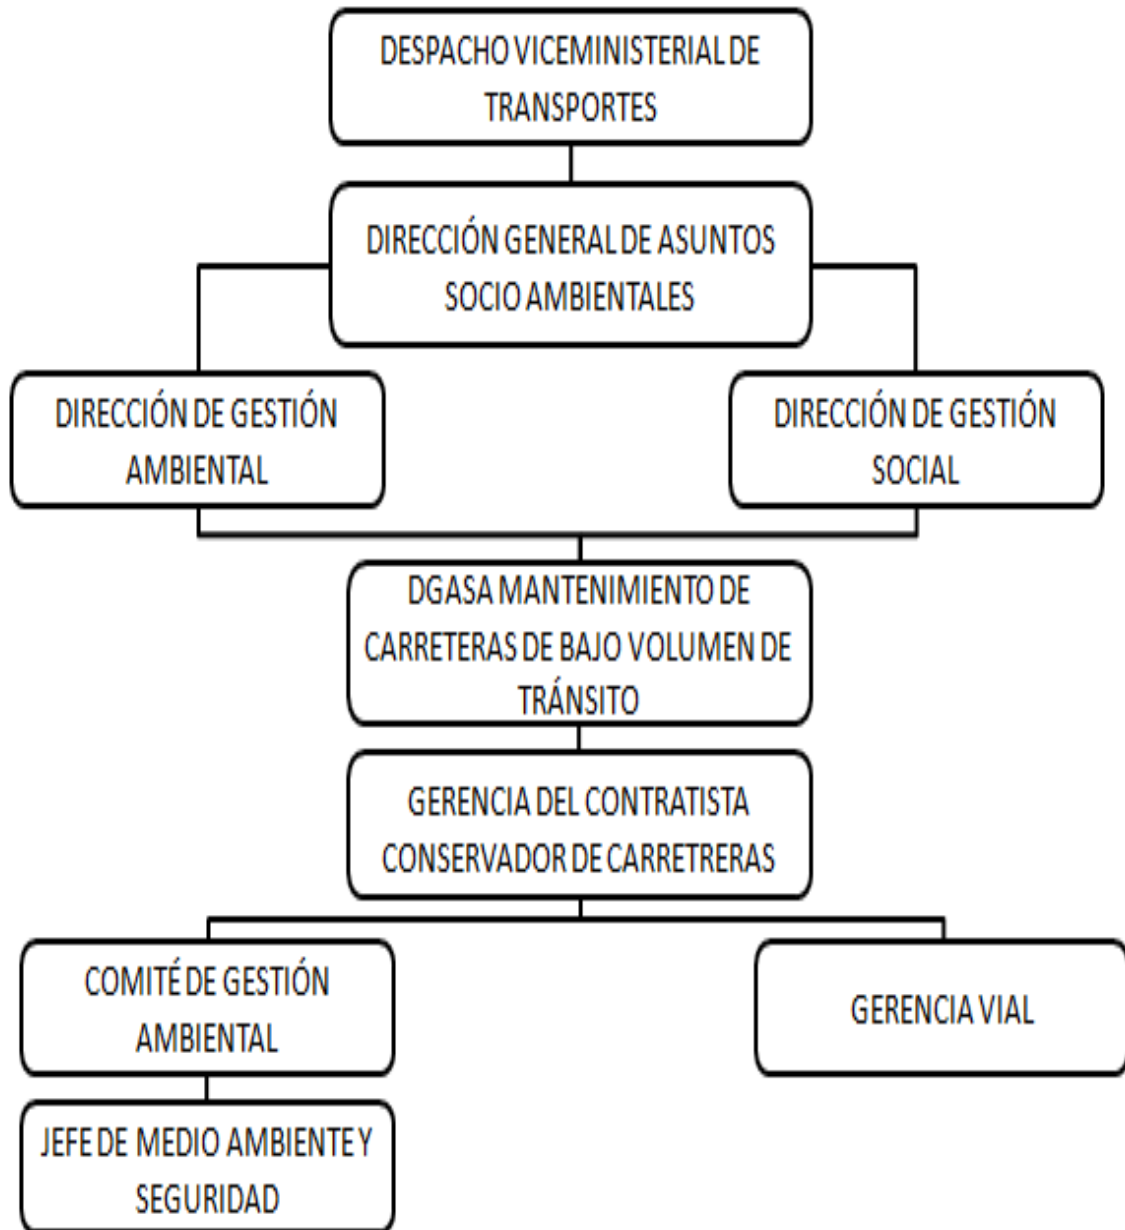 DESPACHO VICEMINISTERIAL DE
TRANSPORTES
DIRECCIÓN GENERAL DE ASUNTOS
SOCIO AMBIENTALES
DIRECCIÓN DE GESTIÓN
AMBIENTAL
DIRECCIÓN DE GESTIÓN
SOCIAL
DGASA MANTENIMIENTO DE
CARRETERAS DE BAJO VOLUMEN DE
TRÁNSITO
GERENCIA DEL CONTRATISTA
CONSERVADOR DE CARRETRERAS
COMITÉ DE GESTIÓN
AMBIENTAL
GERENCIA VIAL
JEFE DE MEDIO AMBIENTE Y
SEGURIDAD